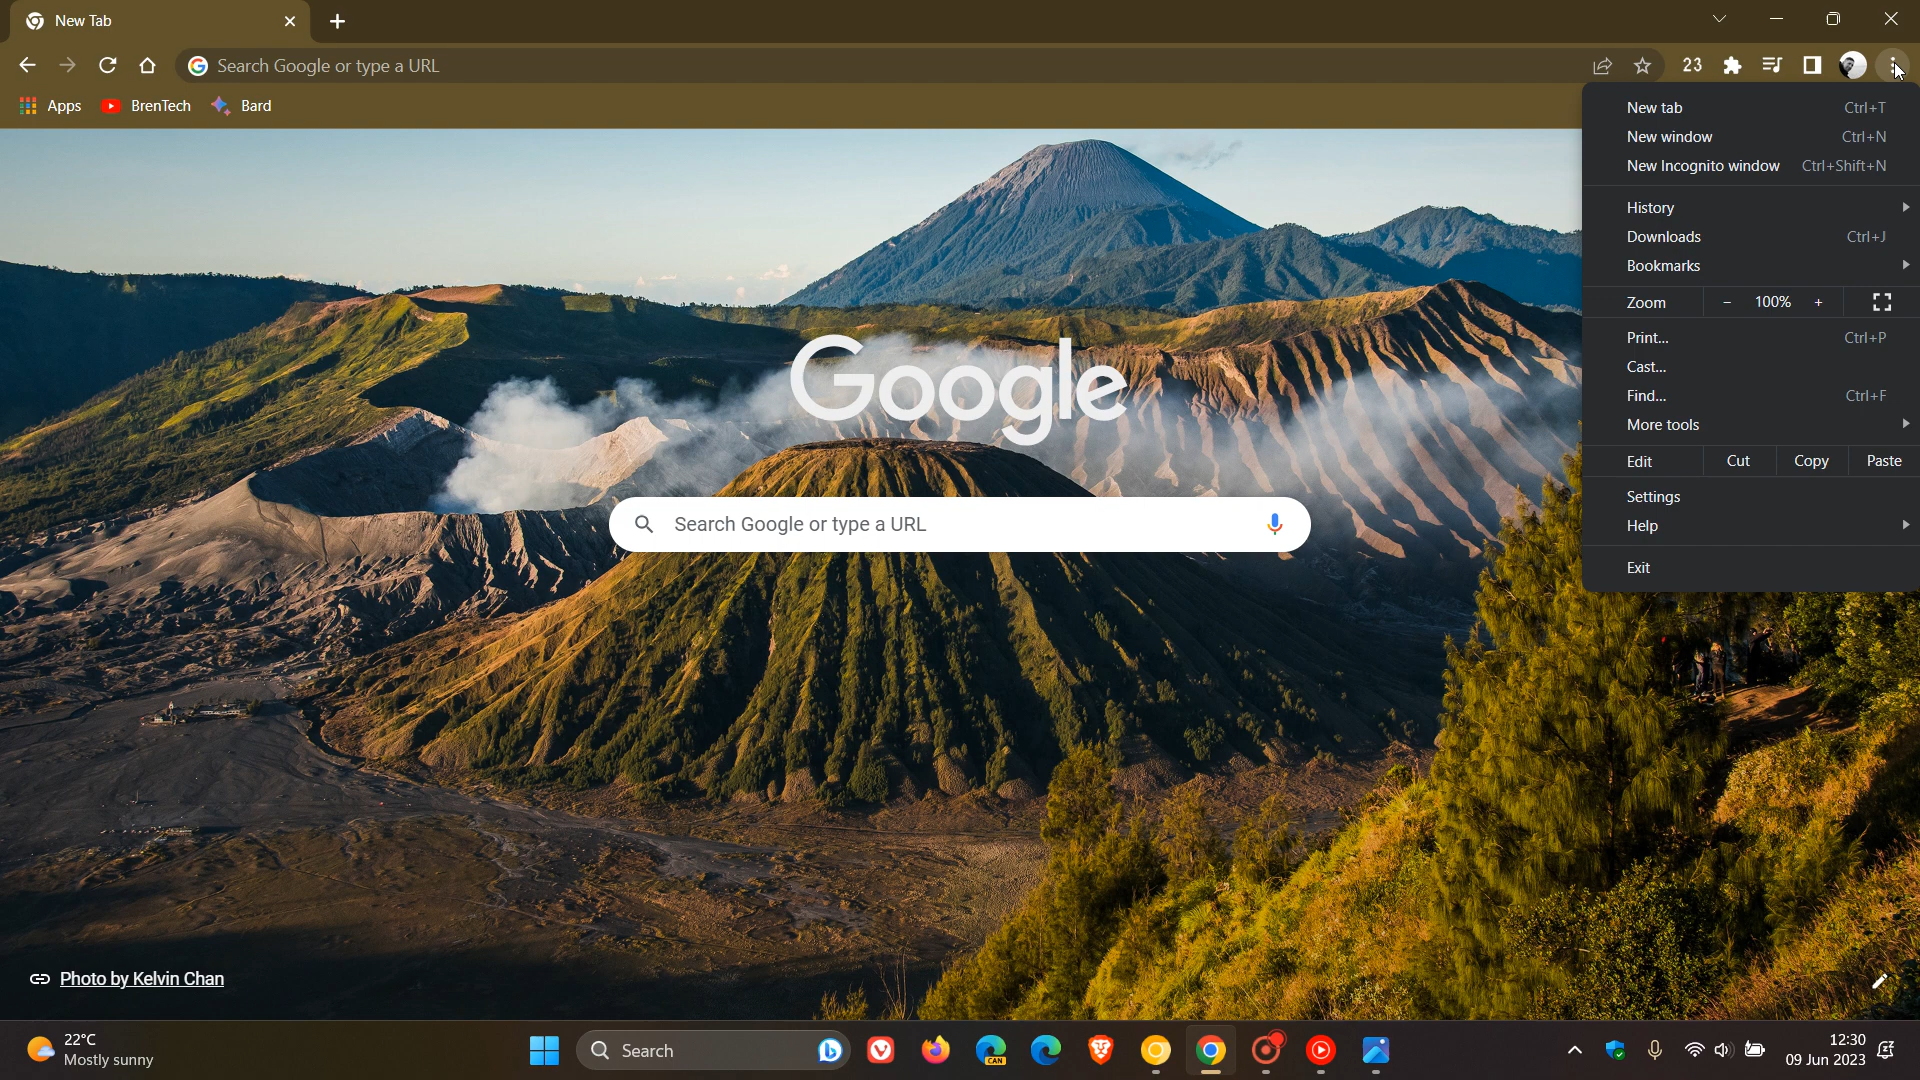 New Tab
Search Google or type a URL
23
Apps
BrenTech
Bard
New tab Ctrl+T
New window Ctrl+N
New Incognito window Ctrl+Shift+N
History
Downloads Ctrl+J
Bookmarks
Zoom - 100% +
Print... Ctrl+P
Cast...
Find... Ctrl+F
More tools
Edit Cut Copy Paste
Settings
Help
Exit
Google
Search Google or type a URL
Photo by Kelvin Chan
22°C
Mostly sunny
Search
CAN
12:30
09 Jun 2023